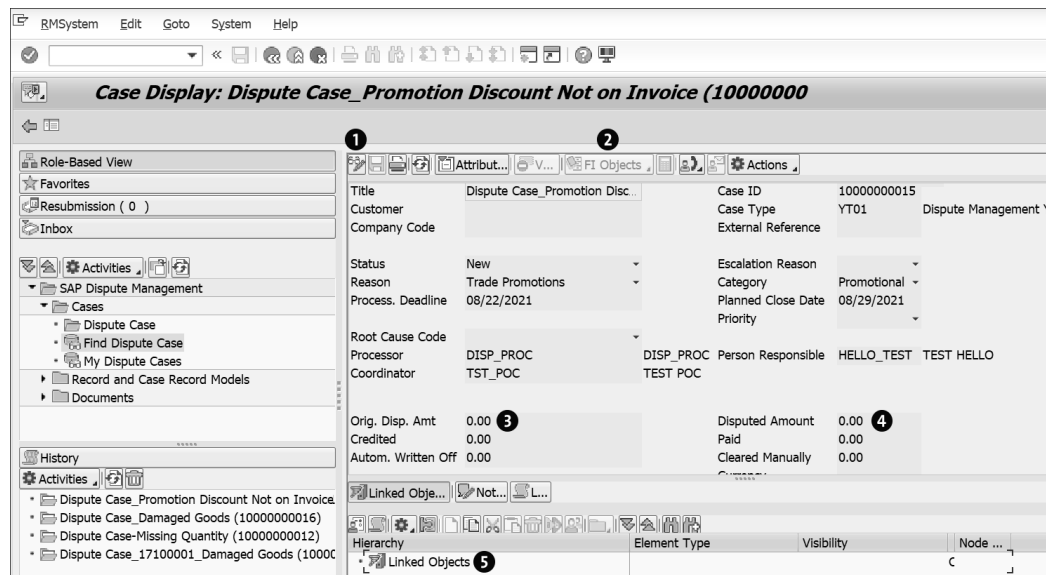 RMSystem Edit Goto System Help
Case Display: Dispute Case_Promotion Discount Not on Invoice (10000000
1 2
Role-Based View
Favorites
Resubmission ( 0 )
Inbox
Activities
SAP Dispute Management
Cases
Dispute Case
Find Dispute Case
My Dispute Cases
Record and Case Record Models
Documents
History
Activities
Dispute Case_Promotion Discount Not on Invoice
Dispute Case_Damaged Goods (10000000016)
Dispute Case-Missing Quantity (10000000012)
Dispute Case_17100001_Damaged Goods (1000
Attribut... V... FI Objects Actions
Title Dispute Case_Promotion Disc... Case ID 10000000015
Customer Case Type YT01 Dispute Management
Company Code External Reference
Status New Escalation Reason
Reason Trade Promotions Category Promotional
Process. Deadline 08/22/2021 Planned Close Date 08/29/2021
Priority
Root Cause Code
Processor DISP_PROC DISP_PROC Person Responsible HELLO_TEST TEST HELLO
Coordinator TST_POC TEST POC
Orig. Disp. Amt 0.00 3 Disputed Amount 0.00 4
Credited 0.00 Paid 0.00
Autom. Written Off 0.00 Cleared Manually 0.00
Linked Obje... Not... L...
Hierarchy Element Type Visibility Node ...
Linked Objects 5